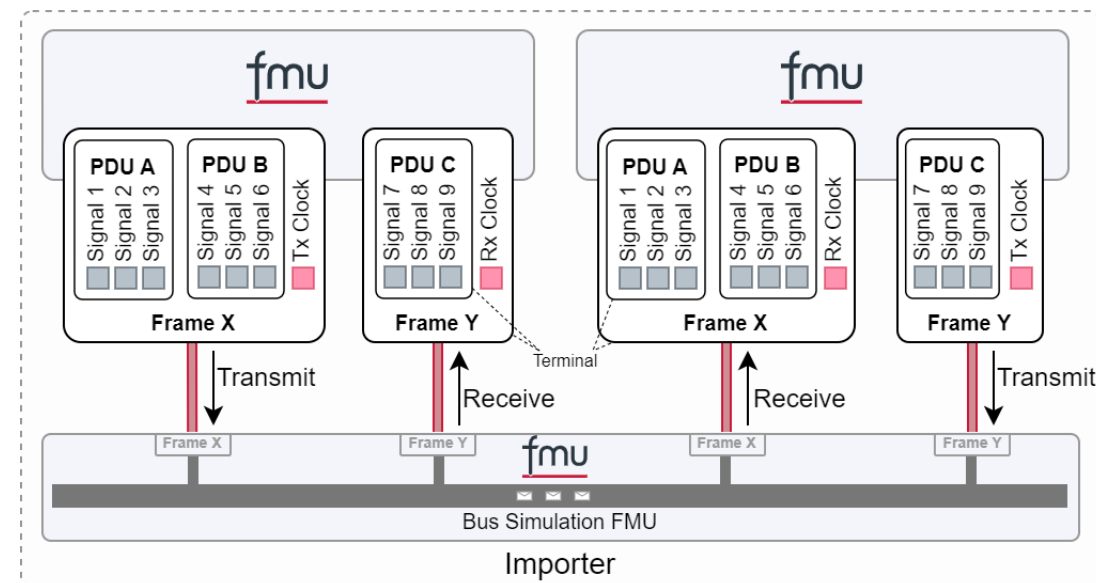 fmu
fmu
PDU A
Signal 1
Signal 2
Signal 3
PDU B
Signal 4
Signal 5
Signal 6
Tx Clock
Frame X
PDU C
Signal 7
Signal 8
Signal 9
Rx Clock
Frame Y
PDU A
Signal 1
Signal 2
Signal 3
PDU B
Signal 4
Signal 5
Signal 6
Rx Clock
Frame X
PDU C
Signal 7
Signal 8
Signal 9
Tx Clock
Frame Y
Terminal
Transmit
Receive
Receive
Transmit
Frame X
Frame Y
Frame X
Frame Y
fmu
Bus Simulation FMU
Importer